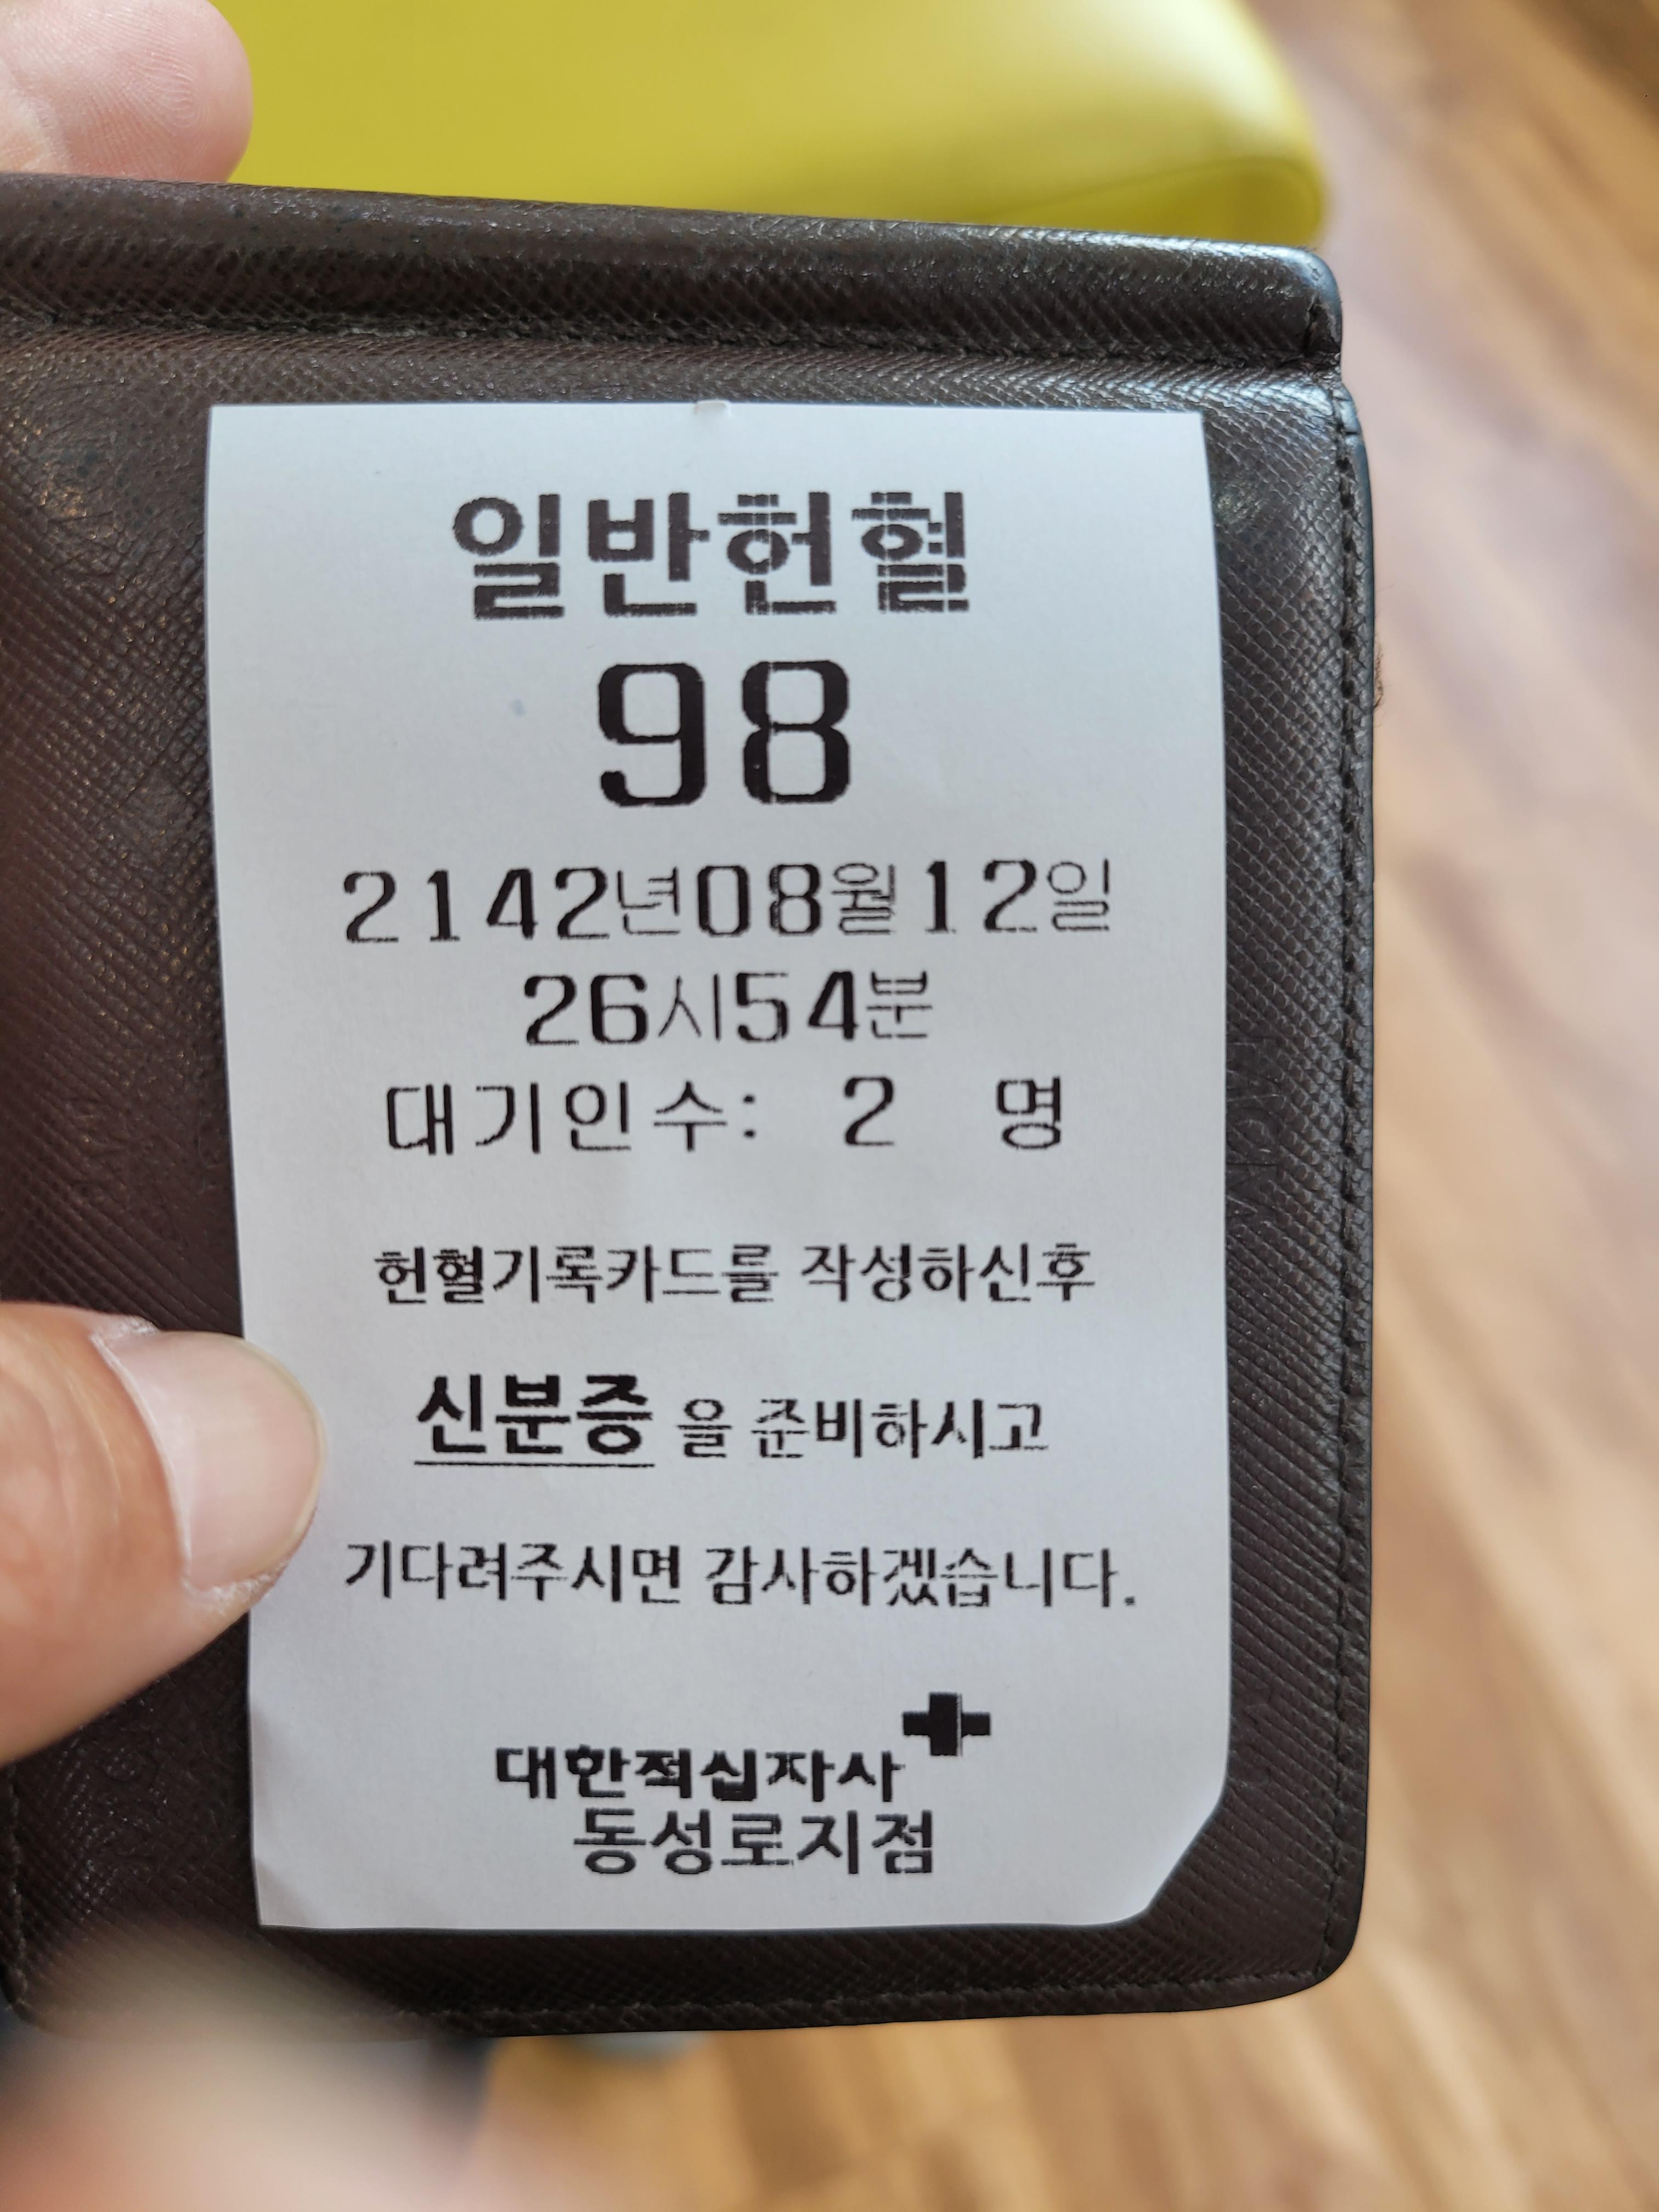 일반헌혈
98
2142년08월12일
26시54분
대기인수: 2 명
헌혈기록카드를 작성하신후
신분증 을 준비하시고
기다려주시면 감사하겠습니다.
대한적십자사
동성로지점